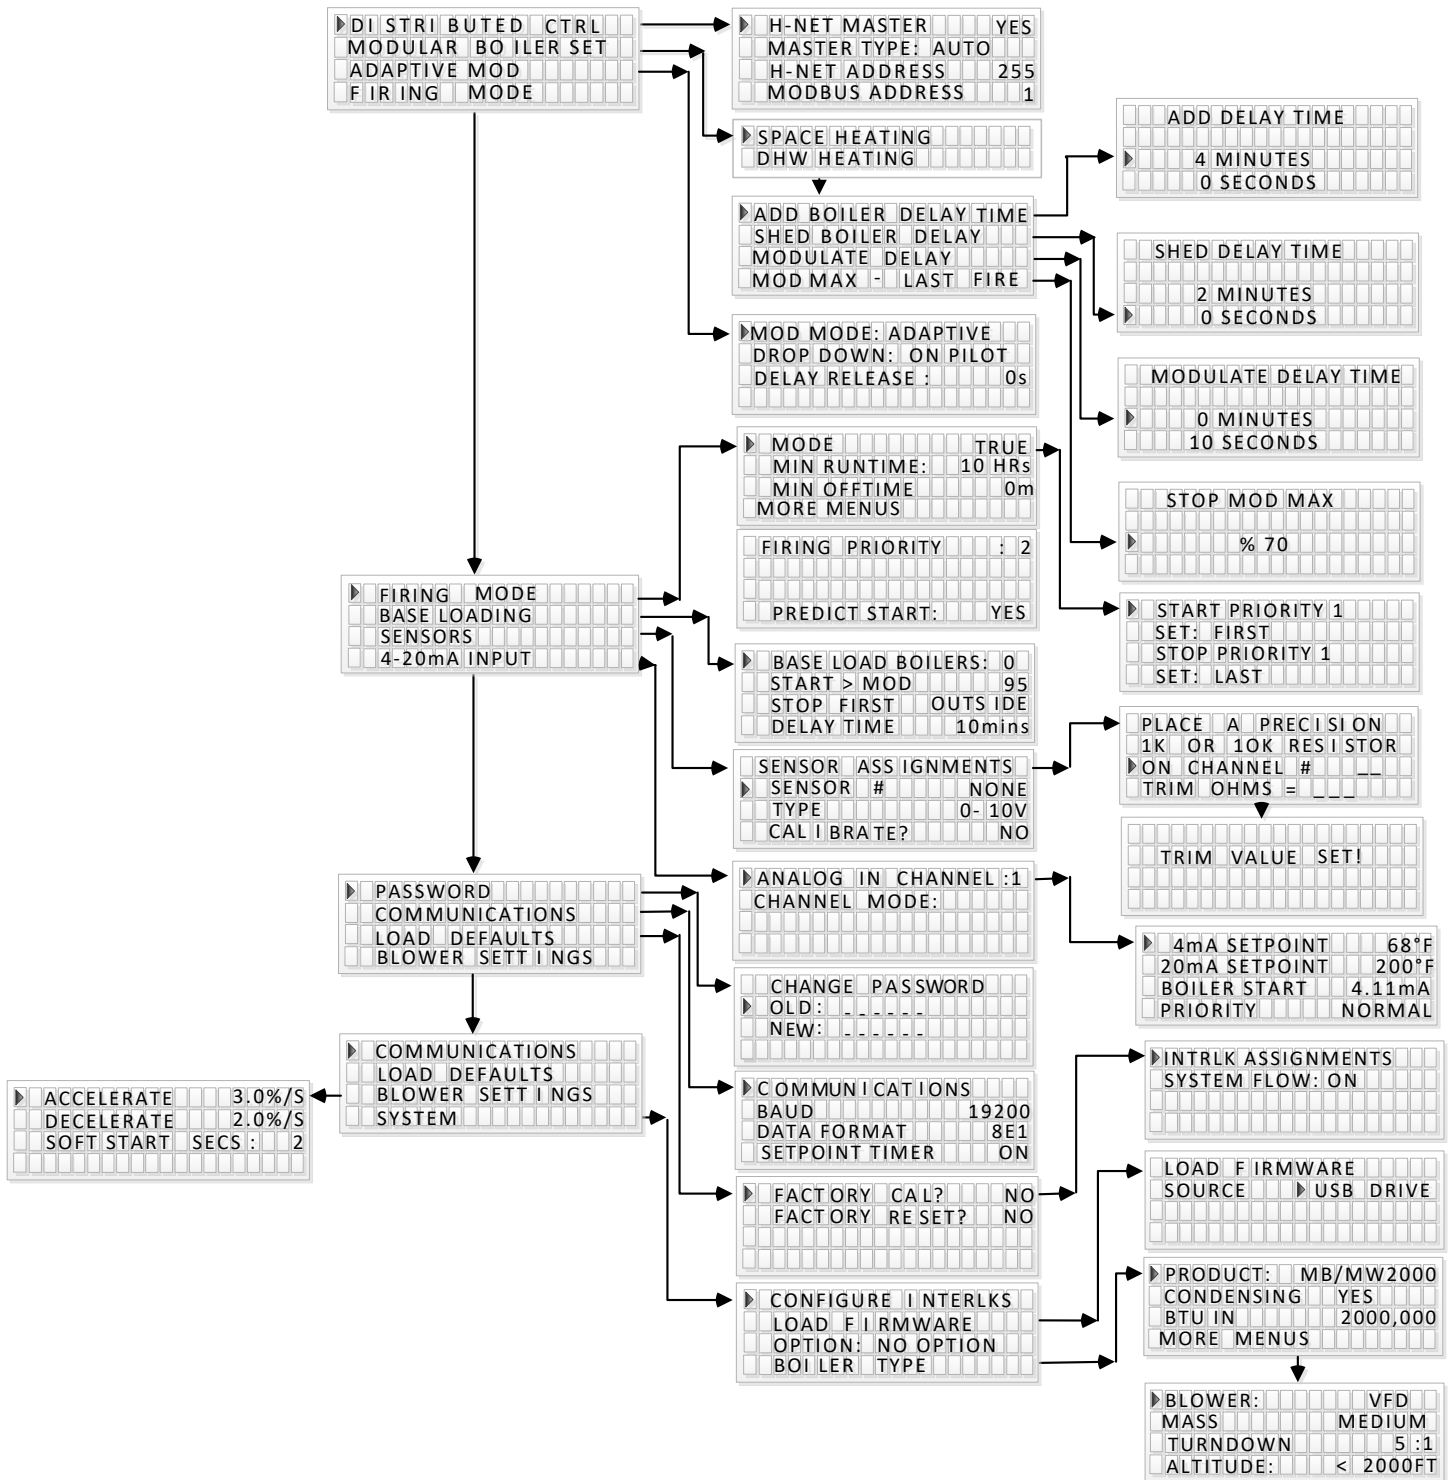 DISTRIBUTED CTRL
MODULAR BOILER SET
ADAPTIVE MOD
FIRING MODE
H-NET MASTER YES
MASTER TYPE: AUTO
H-NET ADDRESS 255
MODBUS ADDRESS 1
SPACE HEATING
DHW HEATING
ADD BOILER DELAY TIME
SHED BOILER DELAY
MODULATE DELAY
MOD MAX - LAST FIRE
ADD DELAY TIME
4 MINUTES
0 SECONDS
SHED DELAY TIME
2 MINUTES
0 SECONDS
MODULATE DELAY TIME
0 MINUTES
10 SECONDS
STOP MOD MAX
% 70
MOD MODE: ADAPTIVE
DROP DOWN: ON PILOT
DELAY RELEASE : 0s
FIRING MODE
BASE LOADING
SENSORS
4-20mA INPUT
MODE TRUE
MIN RUNTIME: 10 HRs
MIN OFFTIME 0m
MORE MENUS
FIRING PRIORITY : 2
PREDICT START: YES
START PRIORITY 1
SET: FIRST
STOP PRIORITY 1
SET: LAST
BASE LOAD BOILERS: 0
START > MOD 95
STOP FIRST OUTSIDE
DELAY TIME 10mins
SENSOR ASSIGNMENTS
SENSOR # NONE
TYPE 0-10V
CALIBRATE? NO
PLACE A PRECISION
1K OR 10K RESISTOR
ON CHANNEL # _ _
TRIM OHMS = _ _ _
TRIM VALUE SET!
ANALOG IN CHANNEL :1
CHANNEL MODE:
4mA SETPOINT 68°F
20mA SETPOINT 200°F
BOILER START 4.11mA
PRIORITY NORMAL
PASSWORD
COMMUNICATIONS
LOAD DEFAULTS
BLOWER SETTINGS
CHANGE PASSWORD
OLD: _ _ _ _ _ _
NEW: _ _ _ _ _ _
COMMUNICATIONS
BAUD 19200
DATA FORMAT 8E1
SETPOINT TIMER ON
FACTORY CAL? NO
FACTORY RESET? NO
COMMUNICATIONS
LOAD DEFAULTS
BLOWER SETTINGS
SYSTEM
ACCELERATE 3.0%/S
DECELERATE 2.0%/S
SOFT START SECS : 2
CONFIGURE INTERLKS
LOAD FIRMWARE
OPTION: NO OPTION
BOILER TYPE
INTRLK ASSIGNMENTS
SYSTEM FLOW: ON
LOAD FIRMWARE
SOURCE USB DRIVE
PRODUCT: MB/MW2000
CONDENSING YES
BTU IN 2000,000
MORE MENUS
BLOWER: VFD
MASS MEDIUM
TURNDOWN 5 :1
ALTITUDE: < 2000FT